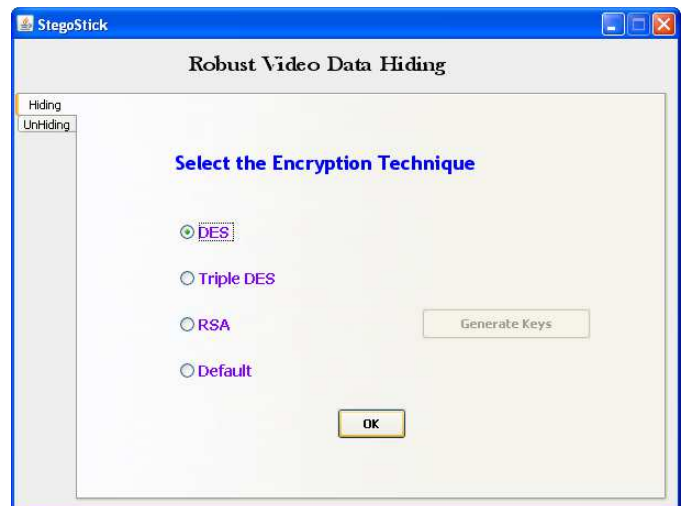 StegoStick
Robust Video Data Hiding
Hiding
UnHiding
Select the Encryption Technique
DES
Triple DES
RSA
Generate Keys
Default
OK